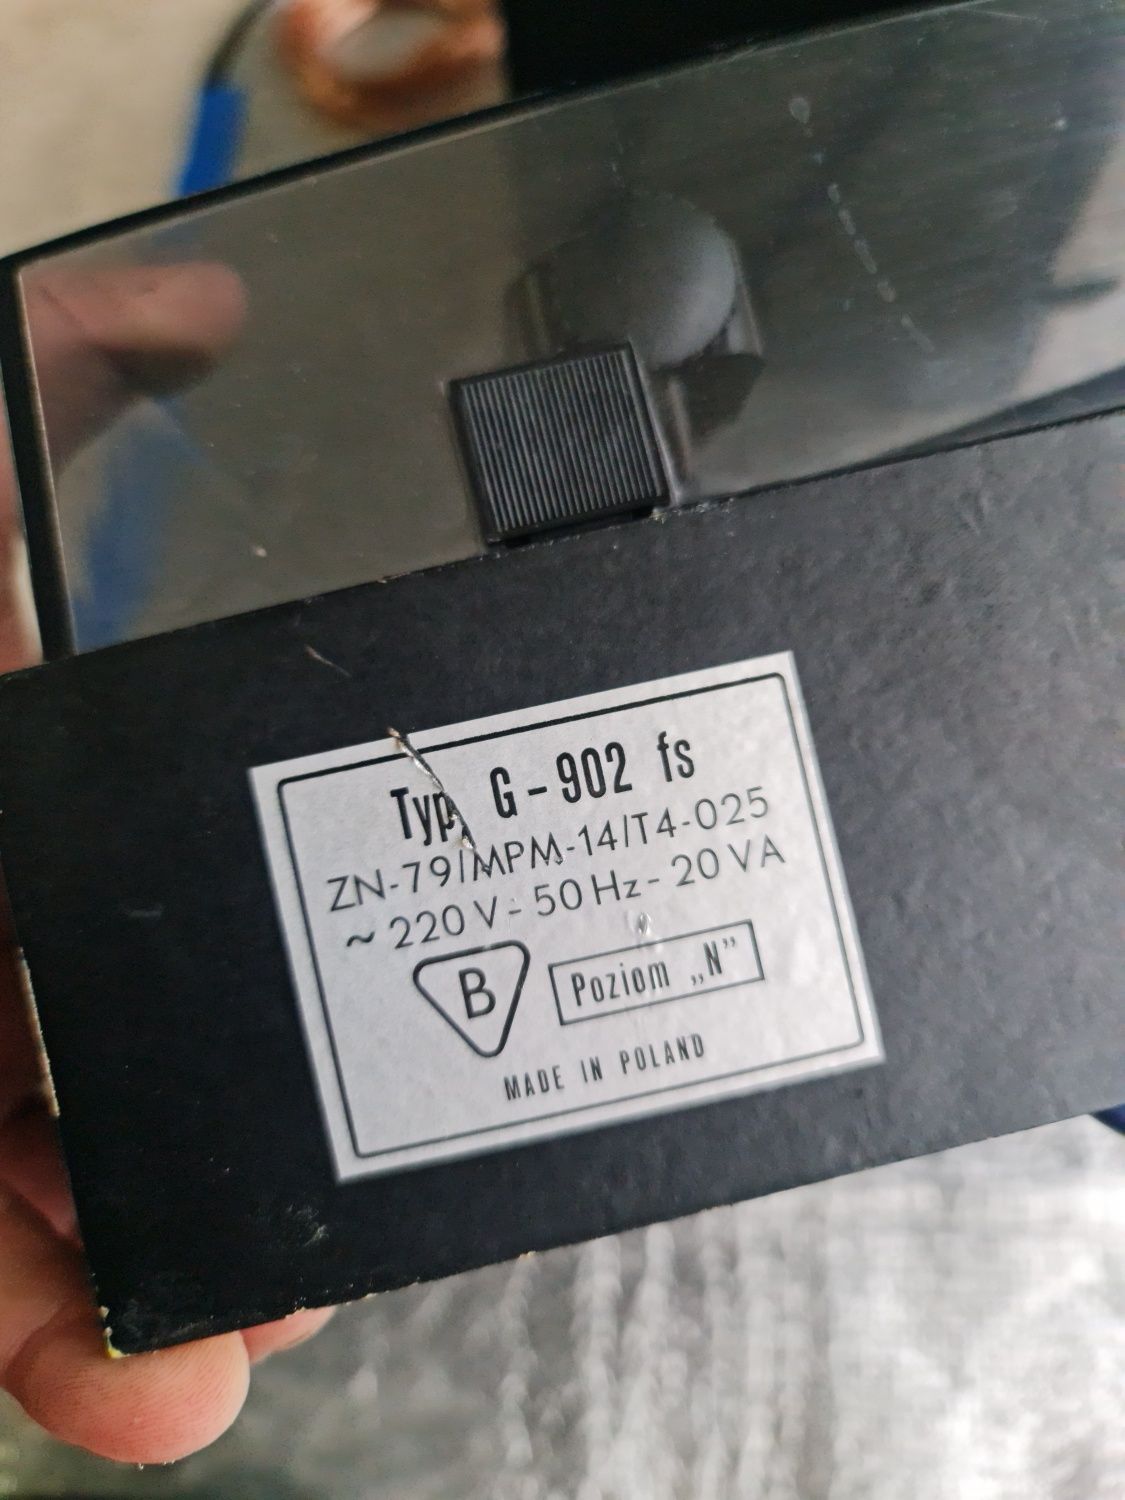 Typ G-902 fs
ZN-79/MPM-14/T4-025
~ 220 V - 50 Hz - 20 VA
B Poziom „N”
MADE IN POLAND